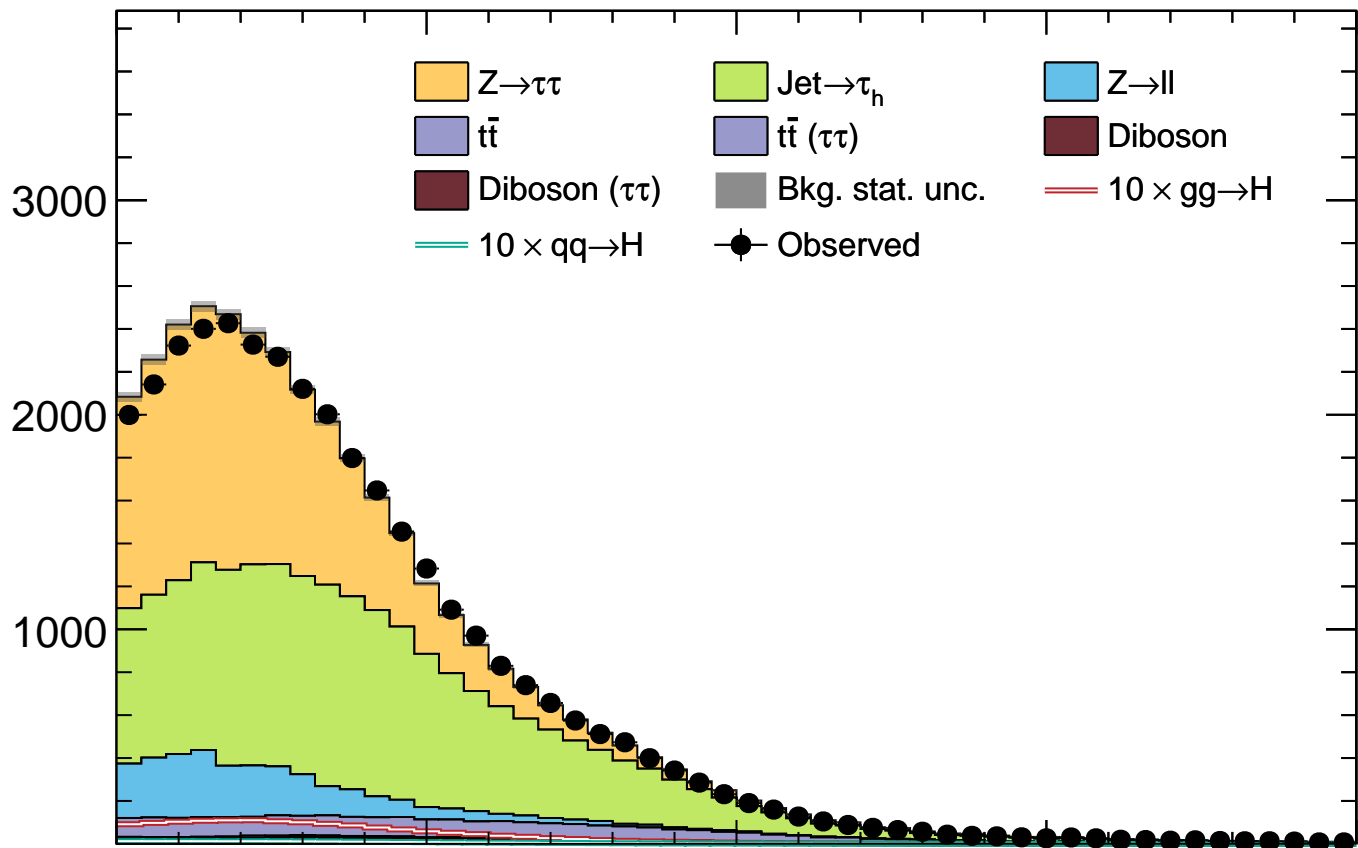 Z→ττ Jet→τₕ Z→ll
tt̄ tt̄ (ττ) Diboson
Diboson (ττ) Bkg. stat. unc. 10 × gg→H
10 × qq→H Observed
3000
2000
1000